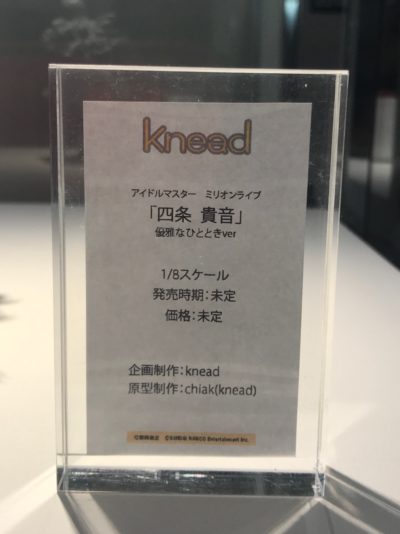 knead
アイドルマスター　ミリオンライブ
「四条 貴音」
優雅なひとときver
1/8スケール
発売時期：未定
価格：未定
企画制作：knead
原型制作：chiak(knead)
NAMCO Entertainment Inc.